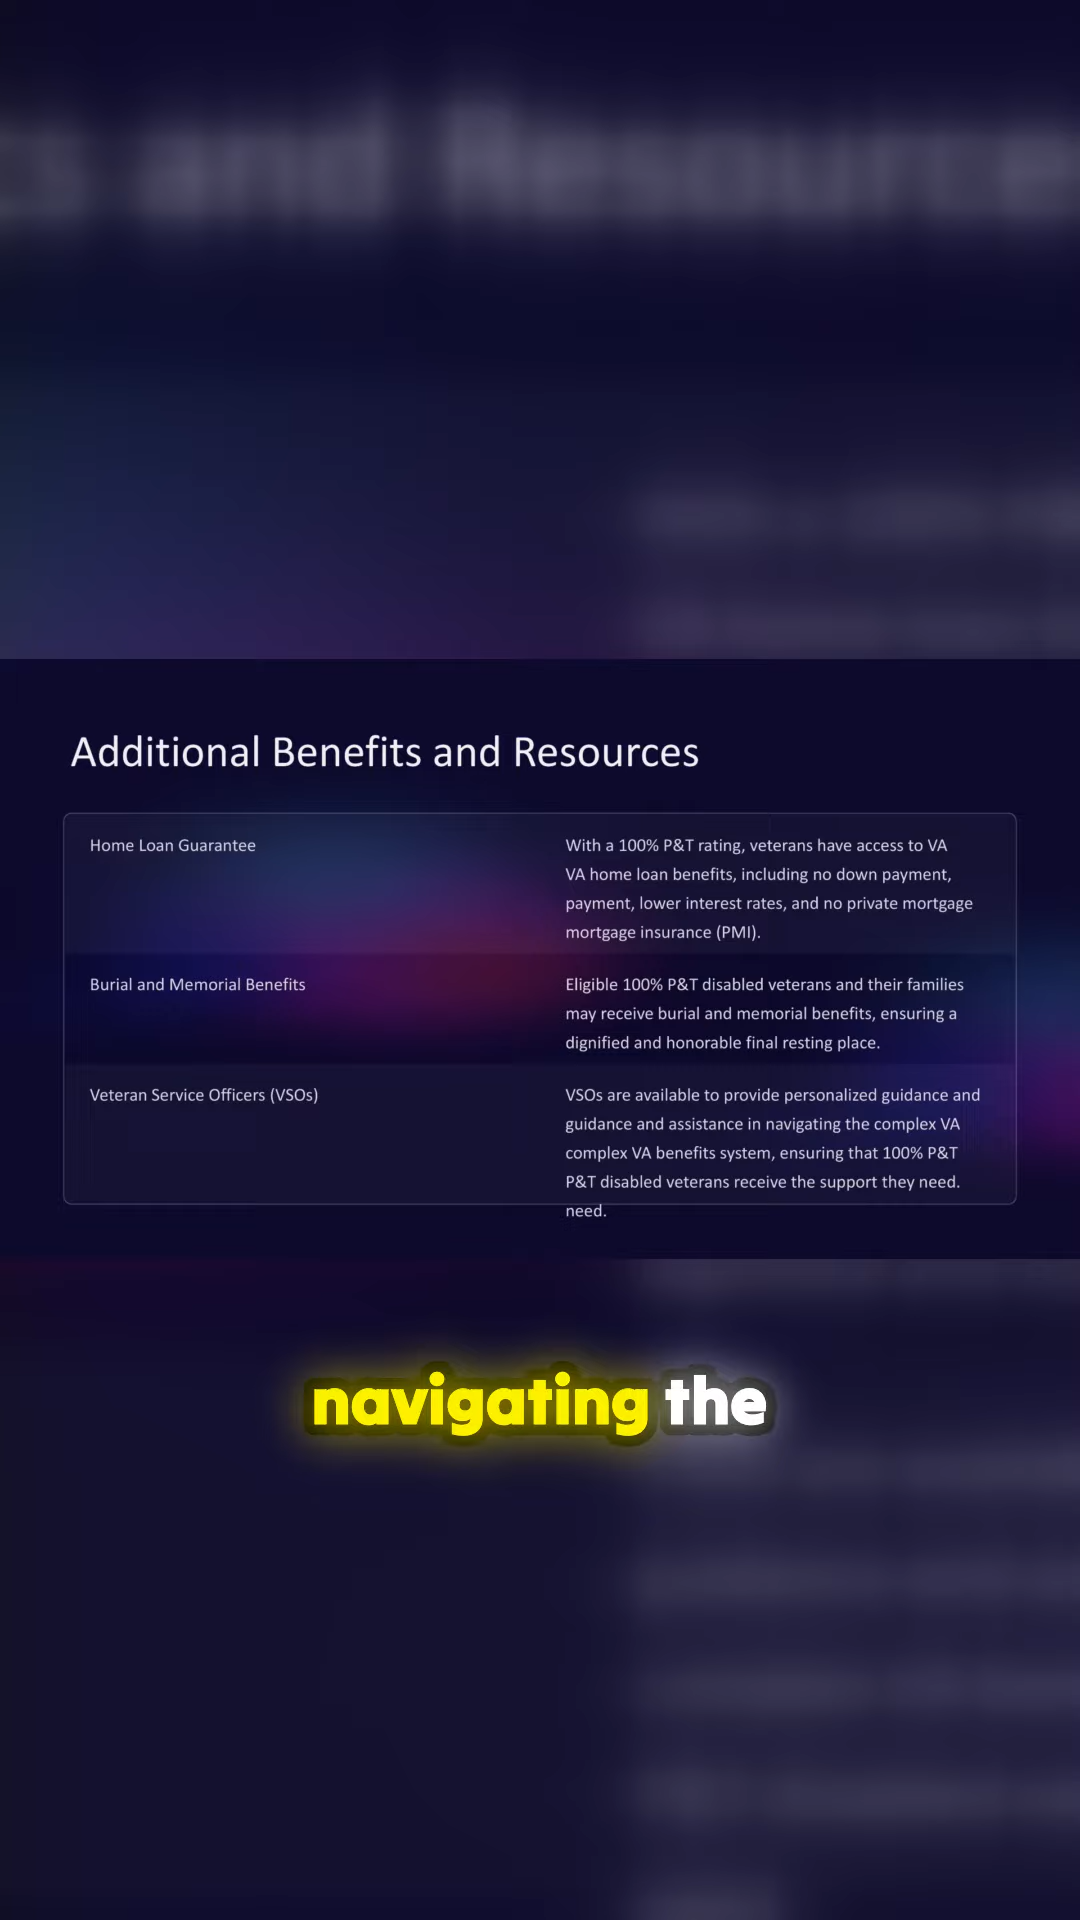 cs and Resource
Additional Benefits and Resources
Home Loan Guarantee
With a 100% P&T rating, veterans have access to VA
VA home loan benefits, including no down payment,
payment, lower interest rates, and no private mortgage
mortgage insurance (PMI).
Burial and Memorial Benefits
Eligible 100% P&T disabled veterans and their families
may receive burial and memorial benefits, ensuring a
dignified and honorable final resting place.
Veteran Service Officers (VSOs)
VSOs are available to provide personalized guidance and
guidance and assistance in navigating the complex VA
complex VA benefits system, ensuring that 100% P&T
P&T disabled veterans receive the support they need.
need.
navigating the